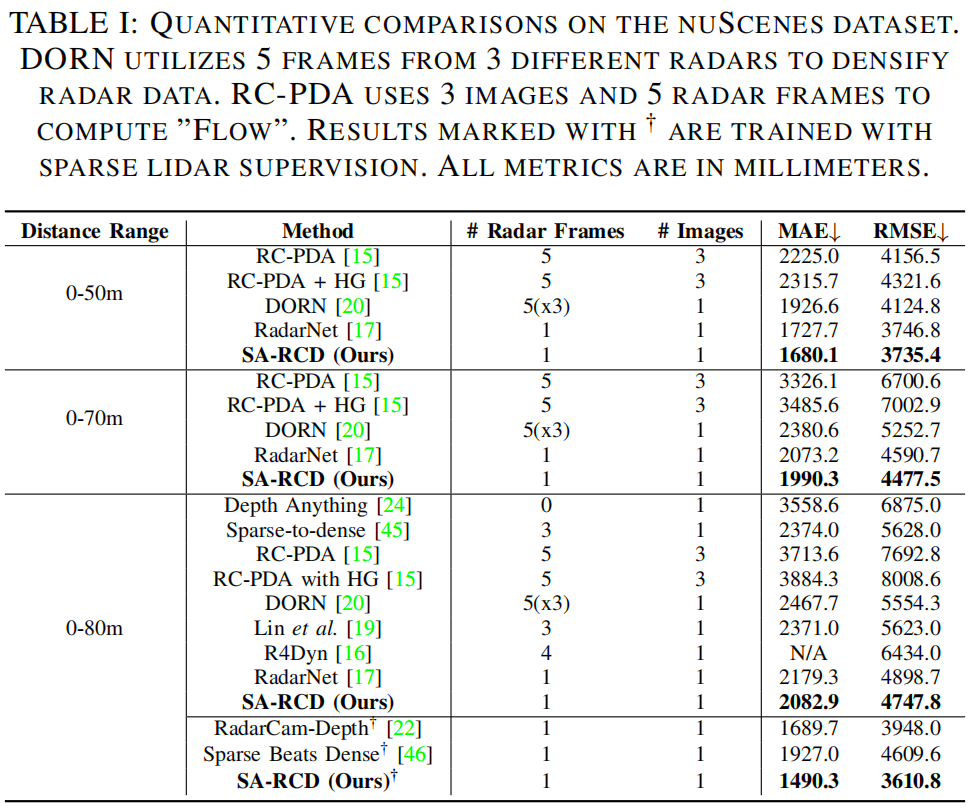 TABLE I: QUANTITATIVE COMPARISONS ON THE NUSCENES DATASET.
DORN UTILIZES 5 FRAMES FROM 3 DIFFERENT RADARS TO DENSIFY
RADAR DATA. RC-PDA USES 3 IMAGES AND 5 RADAR FRAMES TO
COMPUTE ”FLOW”. RESULTS MARKED WITH † ARE TRAINED WITH
SPARSE LIDAR SUPERVISION. ALL METRICS ARE IN MILLIMETERS.
Distance Range Method # Radar Frames # Images MAE↓ RMSE↓
0-50m
RC-PDA [15] 5 3 2225.0 4156.5
RC-PDA + HG [15] 5 3 2315.7 4321.6
DORN [20] 5(x3) 1 1926.6 4124.8
RadarNet [17] 1 1 1727.7 3746.8
SA-RCD (Ours) 1 1 1680.1 3735.4
0-70m
RC-PDA [15] 5 3 3326.1 6700.6
RC-PDA + HG [15] 5 3 3485.6 7002.9
DORN [20] 5(x3) 1 2380.6 5252.7
RadarNet [17] 1 1 2073.2 4590.7
SA-RCD (Ours) 1 1 1990.3 4477.5
0-80m
Depth Anything [24] 0 1 3558.6 6875.0
Sparse-to-dense [45] 3 1 2374.0 5628.0
RC-PDA [15] 5 3 3713.6 7692.8
RC-PDA with HG [15] 5 3 3884.3 8008.6
DORN [20] 5(x3) 1 2467.7 5554.3
Lin et al. [19] 3 1 2371.0 5623.0
R4Dyn [16] 4 1 N/A 6434.0
RadarNet [17] 1 1 2179.3 4898.7
SA-RCD (Ours) 1 1 2082.9 4747.8
RadarCam-Depth† [22] 1 1 1689.7 3948.0
Sparse Beats Dense† [46] 1 1 1927.0 4609.6
SA-RCD (Ours)† 1 1 1490.3 3610.8